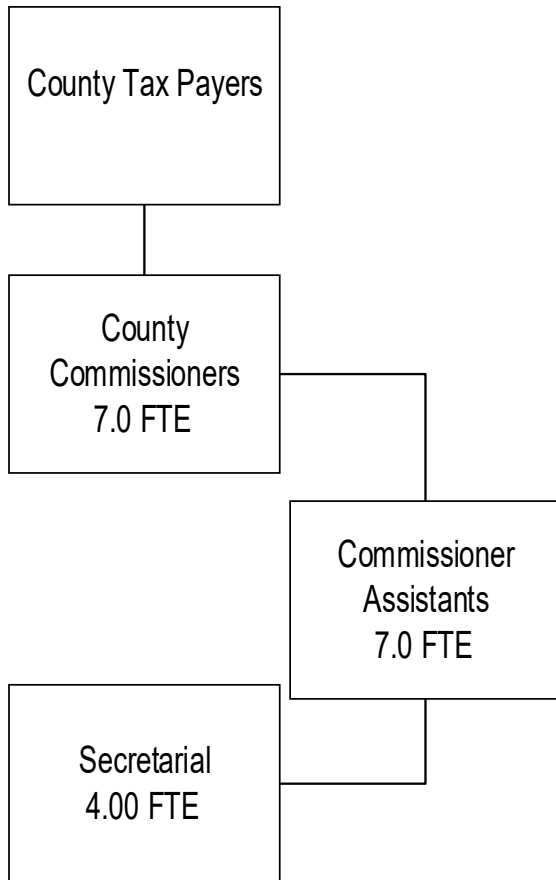 County Tax Payers
County
Commissioners
7.0 FTE
Commissioner
Assistants
7.0 FTE
Secretarial
4.00 FTE